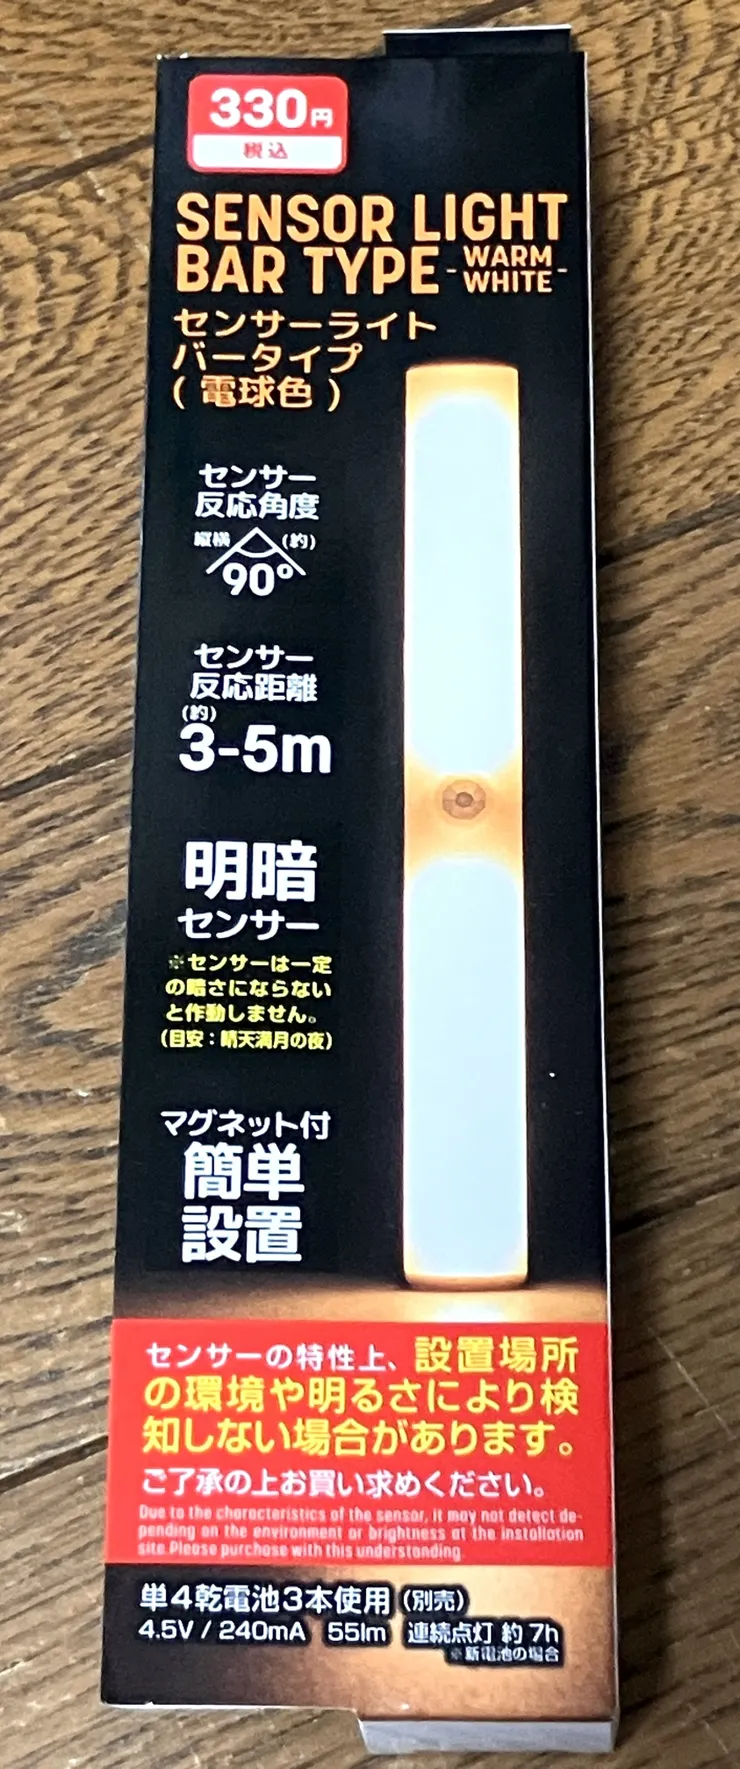 330円
税込
SENSOR LIGHT
BAR TYPE -WARM WHITE-
センサーライト
バータイプ
(電球色)
センサー
反応角度
縦横 (約)
90°
センサー
反応距離
(約)
3-5m
明暗
センサー
※センサーは一定
の暗さにならない
と作動しません。
(目安:晴天満月の夜)
マグネット付
簡単
設置
センサーの特性上、設置場所
の環境や明るさにより検
知しない場合があります。
ご了承の上お買い求めください。
Due to the characteristics of the sensor, it may not detect de-
pending on the environment or brightness at the installation
site.Please purchase with this understanding.
単4乾電池3本使用(別売)
4.5V / 240mA 55lm 連続点灯 約 7h
※新電池の場合